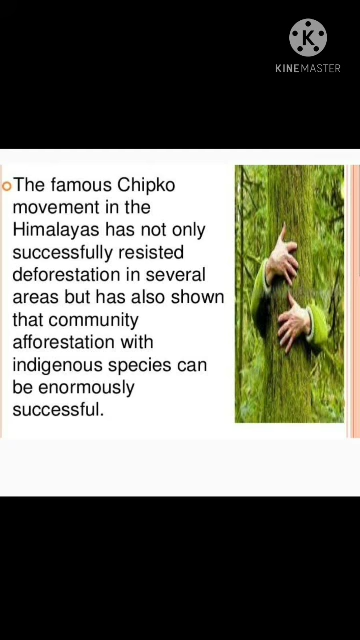 K
KINEMASTER
The famous Chipko
movement in the
Himalayas has not only
successfully resisted
deforestation in several
areas but has also shown
that community
afforestation with
indigenous species can
be enormously
successful.